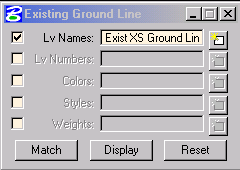 Existing Ground Line
Lv Names: Exist XS Ground Lin
Lv Numbers:
Colors:
Styles:
Weights:
Match Display Reset